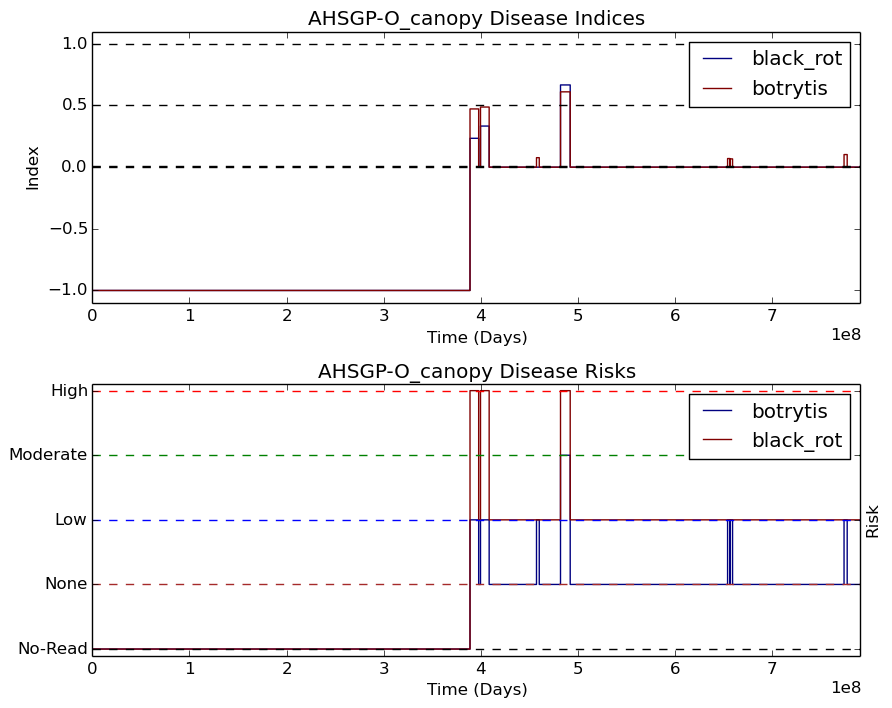 AHSGP-O_canopy Disease Indices
1.0
0.5
0.0
−0.5
−1.0
Index
black_rot
botrytis
0 1 2 3 4 5 6 7
1e8
Time (Days)
AHSGP-O_canopy Disease Risks
High
Moderate
Low
None
No-Read
botrytis
black_rot
Risk
0 1 2 3 4 5 6 7
1e8
Time (Days)